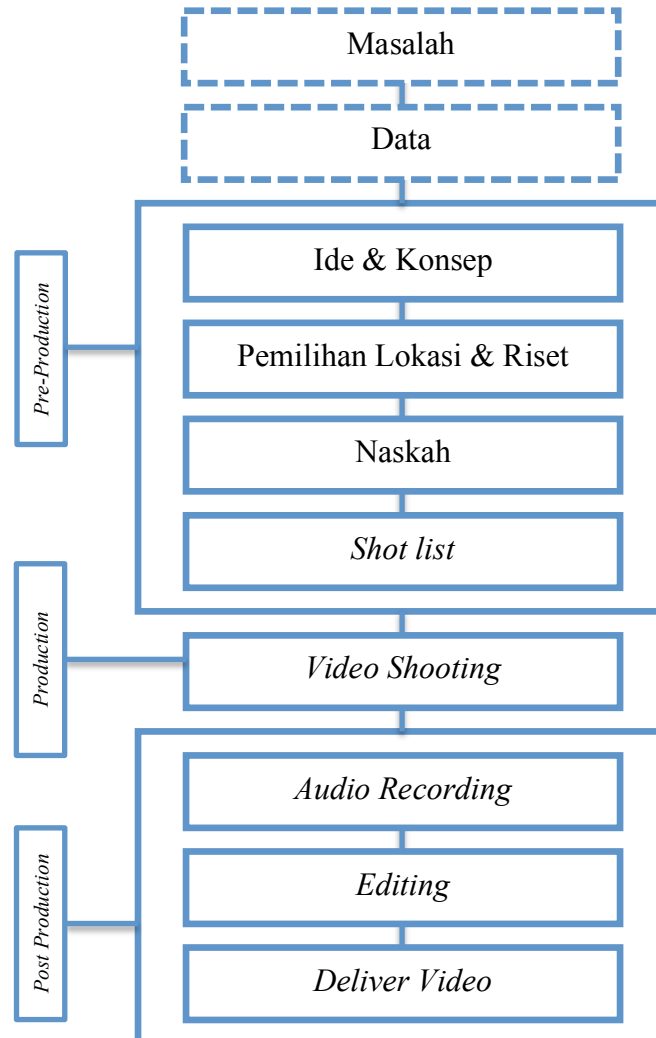 Masalah
Data
Pre-Production
Ide & Konsep
Pemilihan Lokasi & Riset
Naskah
Shot list
Production
Video Shooting
Post Production
Audio Recording
Editing
Deliver Video